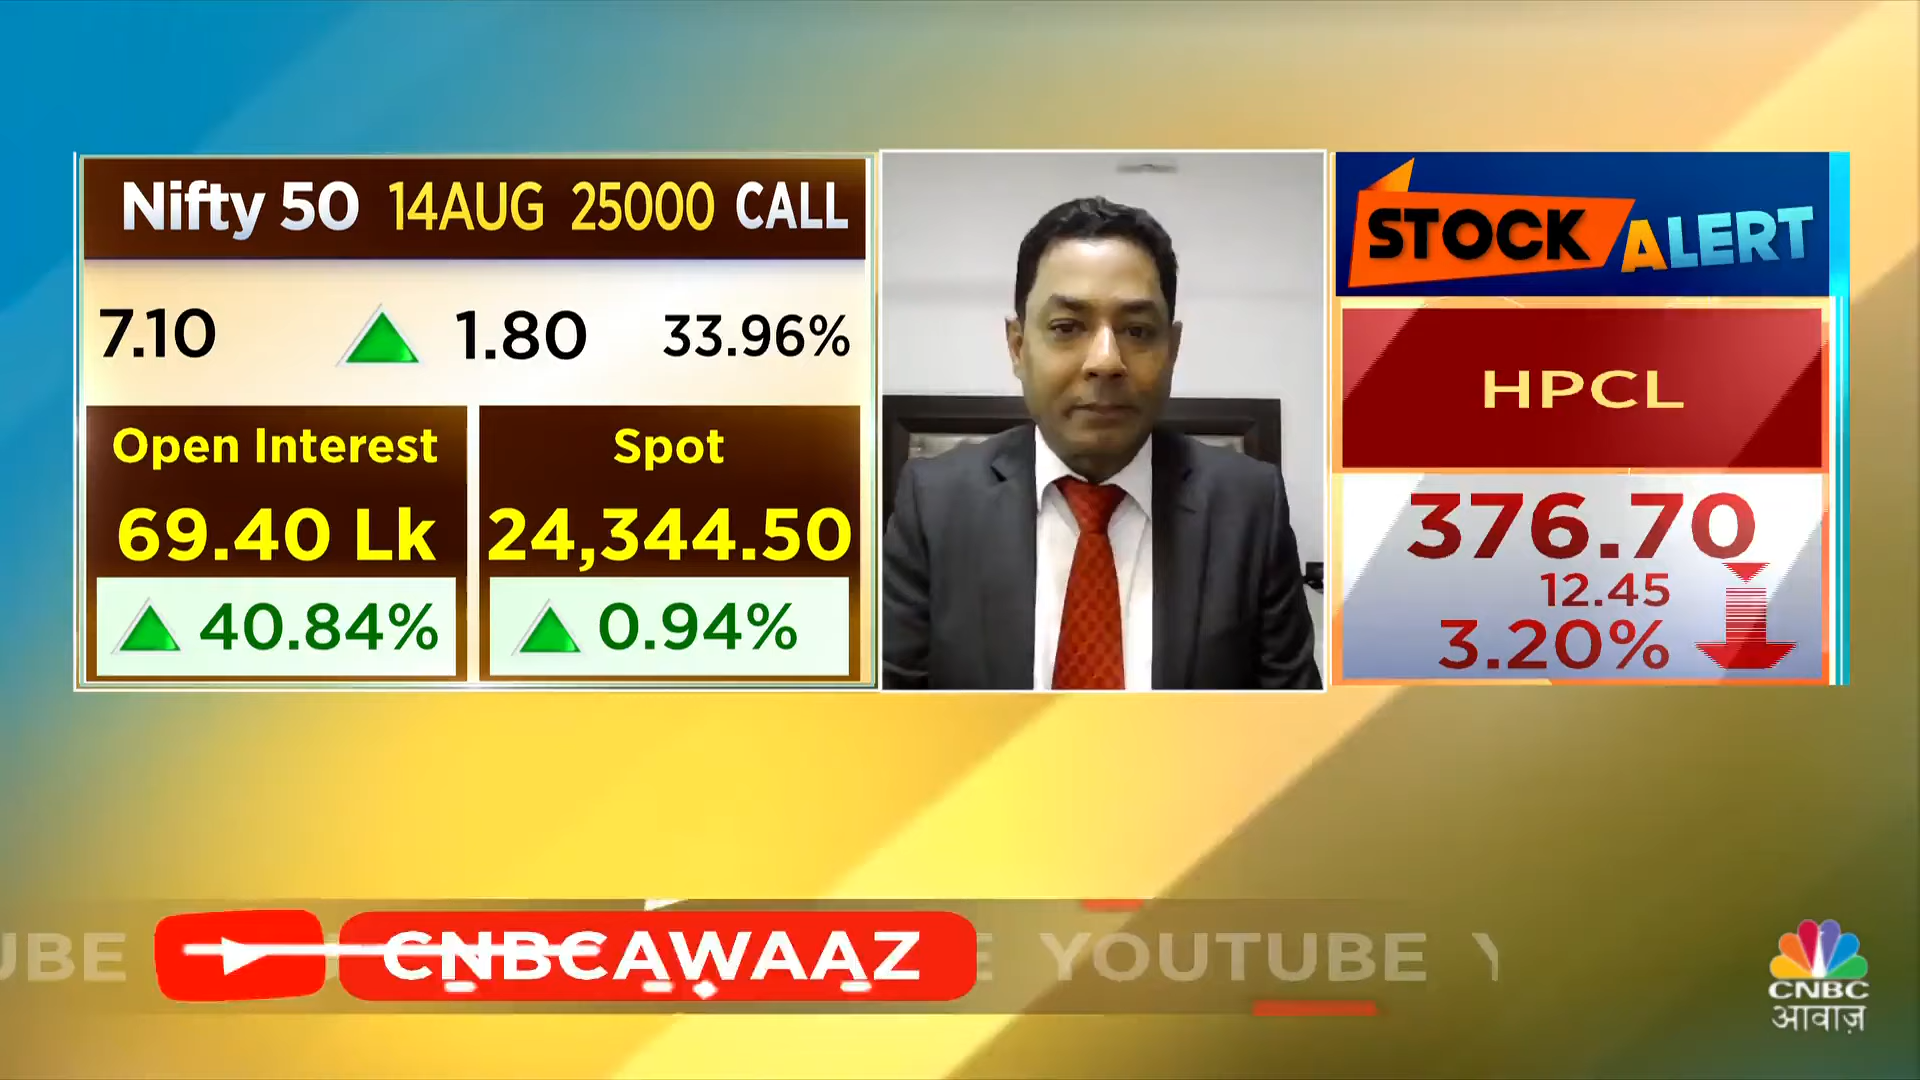 Nifty 50 14AUG 25000 CALL
7.10 1.80 33.96%
Open Interest
69.40 Lk
40.84%
Spot
24,344.50
0.94%
STOCK ALERT
HPCL
376.70
12.45
3.20%
UBE
CNBCAWAAZ
E YOUTUBE Y
CNBC
आवाज़